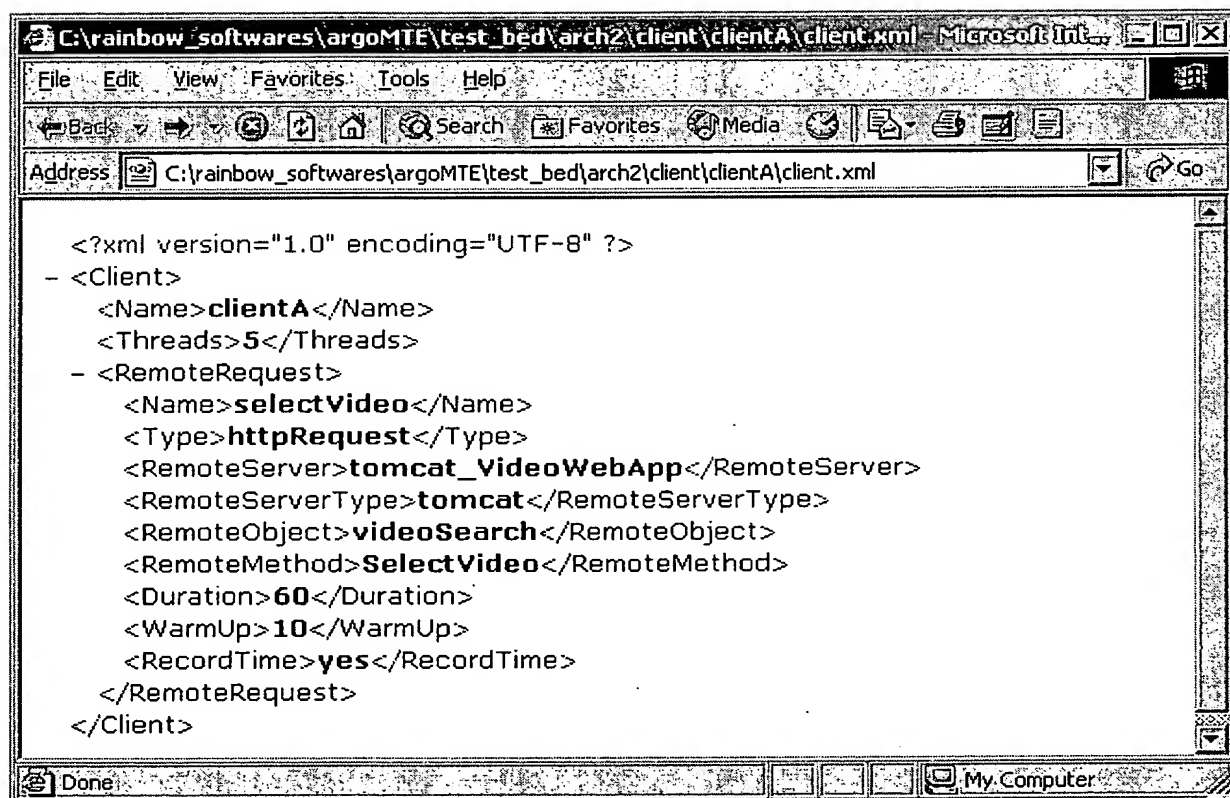 C:\rainbow_softwares\argoMTE\test_bed\arch2\client\clientA\client.xml - Microsoft Int...
File Edit View Favorites Tools Help
Back Search Favorites Media
Address C:\rainbow_softwares\argoMTE\test_bed\arch2\client\clientA\client.xml Go
<?xml version="1.0" encoding="UTF-8" ?>
- <Client>
<Name>clientA</Name>
<Threads>5</Threads>
- <RemoteRequest>
<Name>selectVideo</Name>
<Type>httpRequest</Type>
<RemoteServer>tomcat_VideoWebApp</RemoteServer>
<RemoteServerType>tomcat</RemoteServerType>
<RemoteObject>videoSearch</RemoteObject>
<RemoteMethod>SelectVideo</RemoteMethod>
<Duration>60</Duration>
<WarmUp>10</WarmUp>
<RecordTime>yes</RecordTime>
</RemoteRequest>
</Client>
Done My Computer